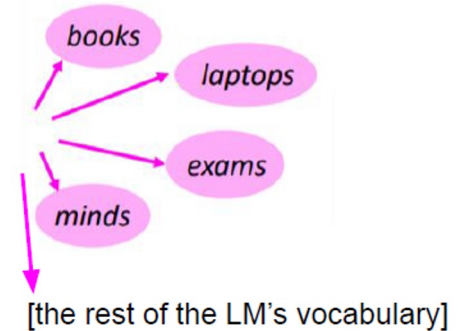 books
laptops
exams
minds
[the rest of the LM's vocabulary]